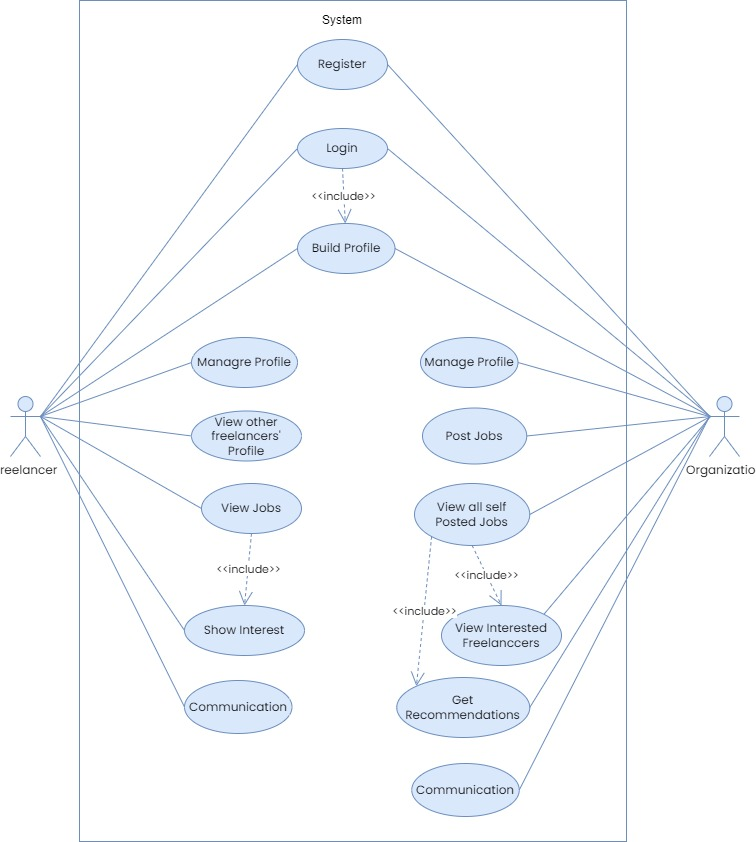 System
Register
Login
<<include>>
Build Profile
Managre Profile
Manage Profile
View other
freelancers'
Profile
Post Jobs
reelancer
Organizatio
View Jobs
View all self
Posted Jobs
<<include>>
<<include>>
<<include>>
Show Interest
View Interested
Freelanccers
Communication
Get
Recommendations
Communication